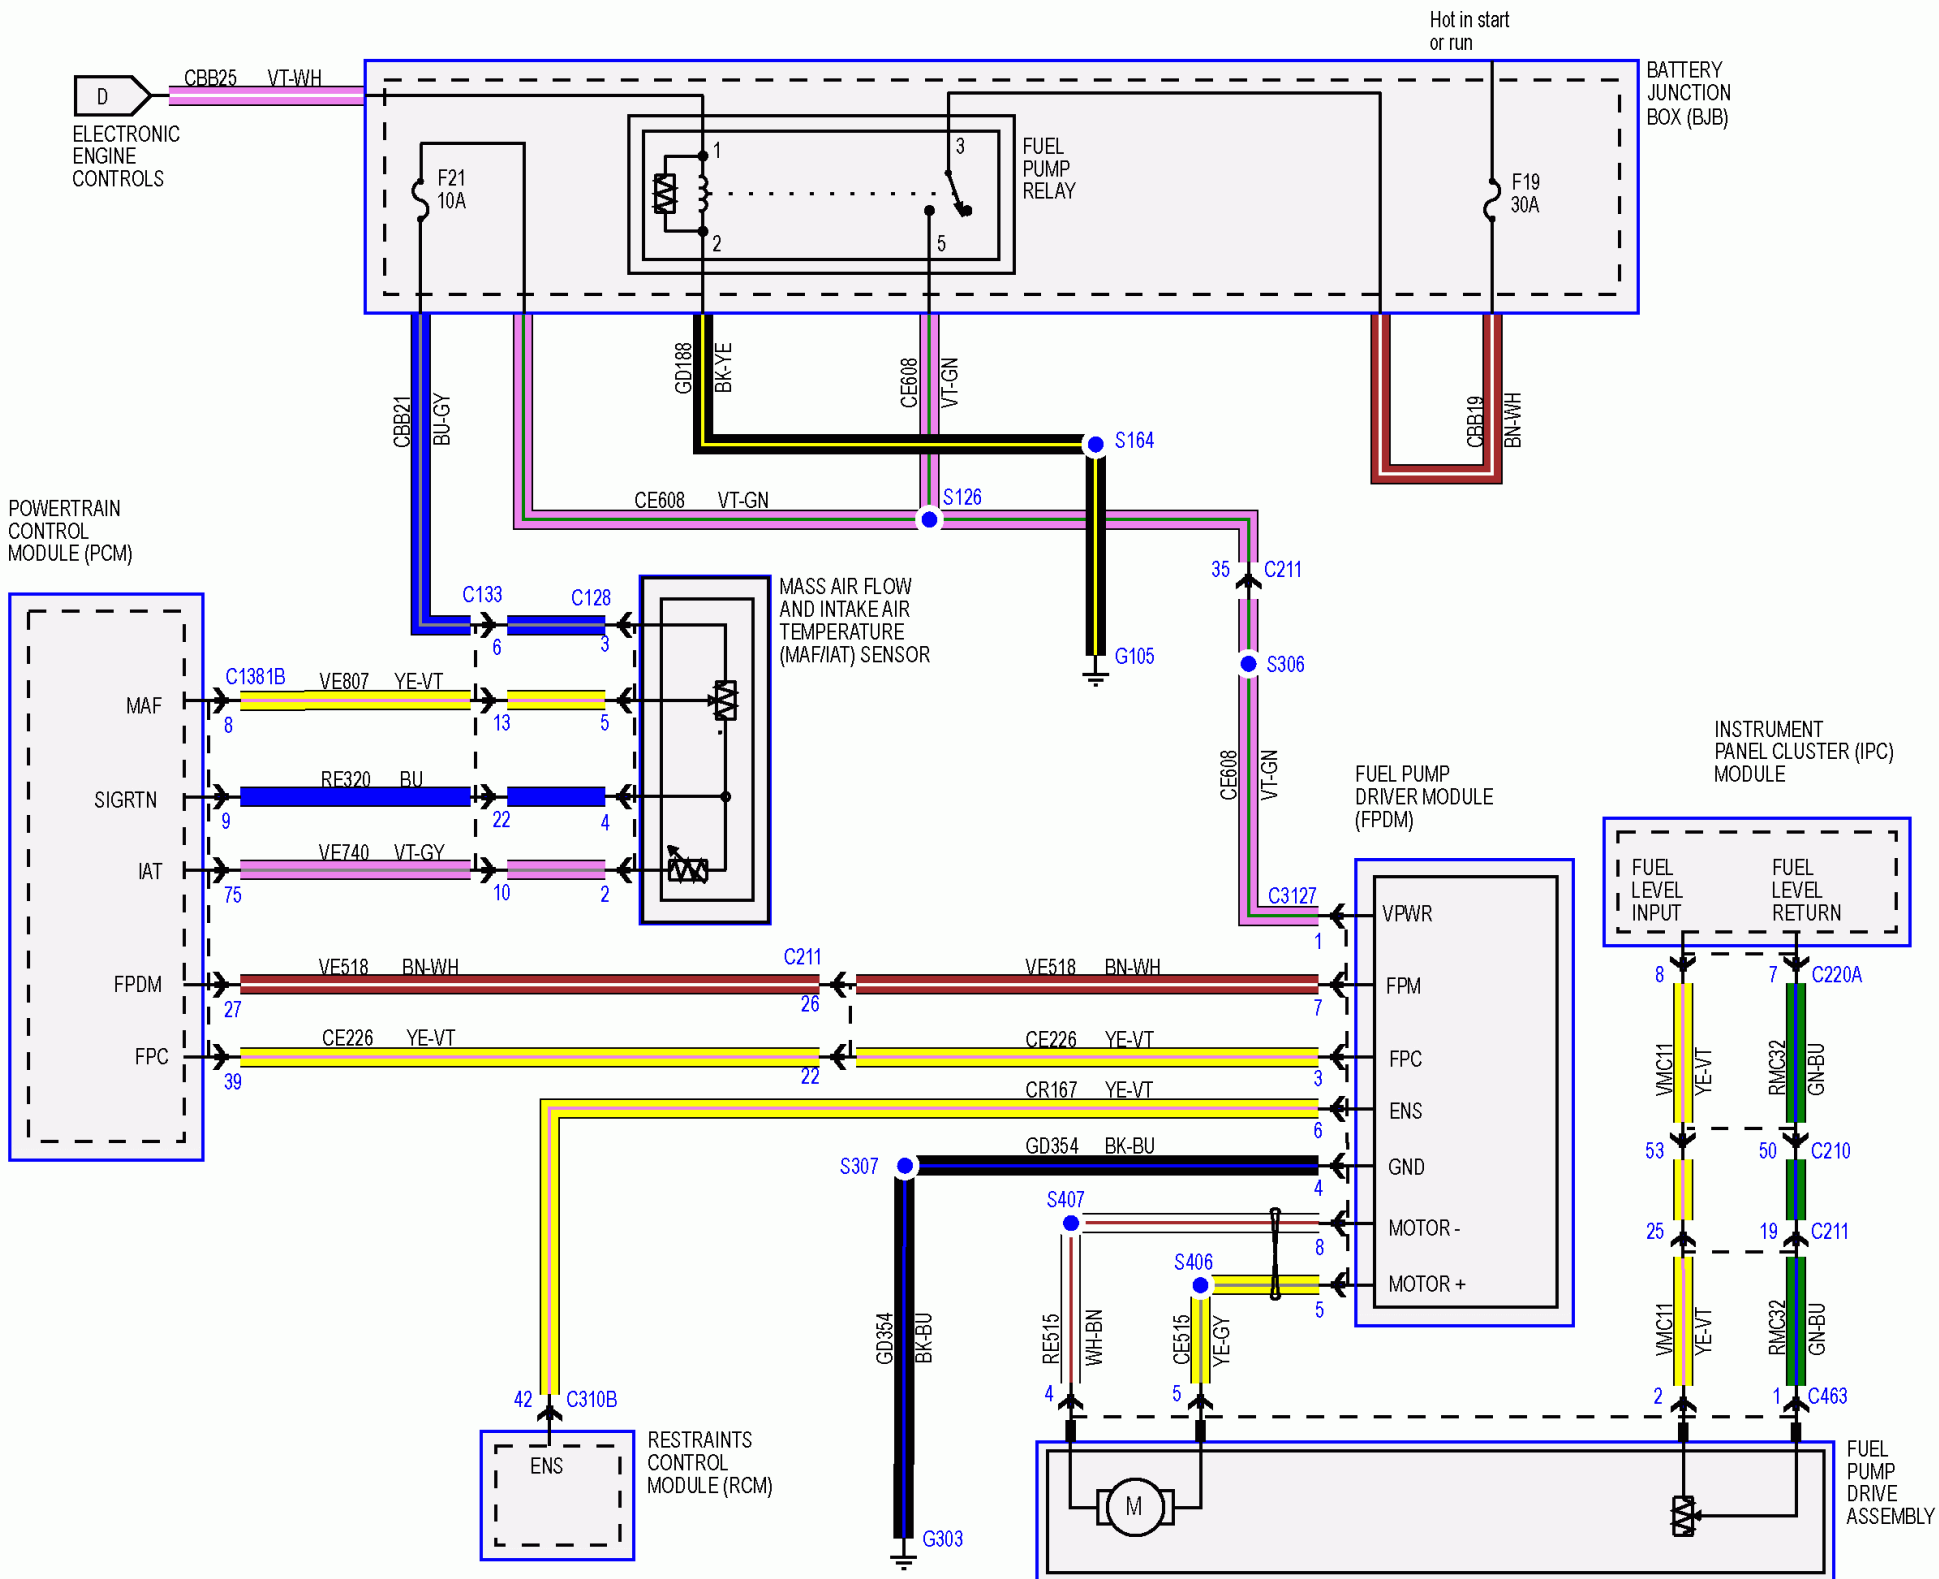 Hot in start
or run
BATTERY
JUNCTION
BOX (BJB)
D
CBB25 VT-WH
ELECTRONIC
ENGINE
CONTROLS
F21
10A
1
2
3
5
FUEL
PUMP
RELAY
F19
30A
CBB21
BU-GY
GD188
BK-YE
CE608
VT-GN
CBB19
BN-WH
S164
CE608 VT-GN
S126
35 C211
S306
G105
CE608
VT-GN
POWERTRAIN
CONTROL
MODULE (PCM)
C133
6
C128
3
MASS AIR FLOW
AND INTAKE AIR
TEMPERATURE
(MAF/IAT) SENSOR
MAF
C1381B
8
VE807 YE-VT
13
5
SIGRTN
9
RE320 BU
22
4
IAT
75
VE740 VT-GY
10
2
FPDM
27
VE518 BN-WH
C211
26
VE518 BN-WH
7
FPM
FPC
39
CE226 YE-VT
22
CE226 YE-VT
3
FPC
FUEL PUMP
DRIVER MODULE
(FPDM)
C3127
1
VPWR
CR167 YE-VT
6
ENS
S307
GD354 BK-BU
4
GND
S407
8
MOTOR -
S406
5
MOTOR +
GD354
BK-BU
RE515
WH-BN
CE515
YE-GY
4
5
G303
42 C310B
ENS
RESTRAINTS
CONTROL
MODULE (RCM)
INSTRUMENT
PANEL CLUSTER (IPC)
MODULE
FUEL
LEVEL
INPUT
FUEL
LEVEL
RETURN
8
7 C220A
VMC11
YE-VT
RMC32
GN-BU
53
50 C210
25
19 C211
VMC11
YE-VT
RMC32
GN-BU
2
1 C463
M
FUEL
PUMP
DRIVE
ASSEMBLY